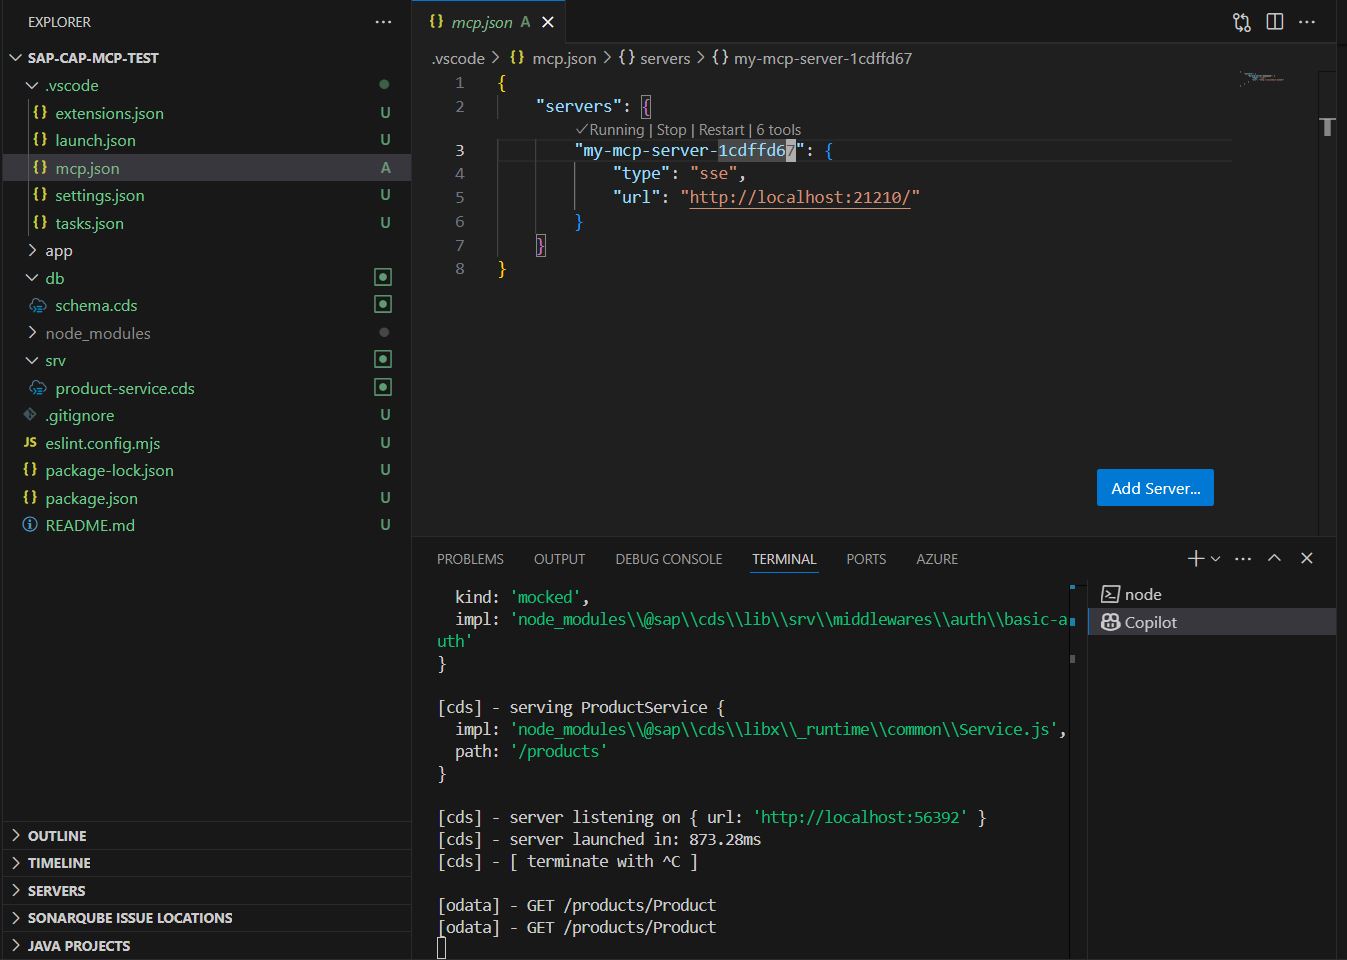 EXPLORER
SAP-CAP-MCP-TEST
.vscode
extensions.json U
launch.json U
mcp.json A
settings.json U
tasks.json U
app
db
schema.cds
node_modules
srv
product-service.cds
.gitignore U
JS eslint.config.mjs U
package-lock.json U
package.json U
README.md U
OUTLINE
TIMELINE
SERVERS
SONARQUBE ISSUE LOCATIONS
JAVA PROJECTS
{} mcp.json A
.vscode > {} mcp.json > {} servers > {} my-mcp-server-1cdffd67
1 {
2 "servers": {
✓Running | Stop | Restart | 6 tools
3 "my-mcp-server-1cdffd67": {
4 "type": "sse",
5 "url": "http://localhost:21210/"
6 }
7 }
8 }
Add Server...
PROBLEMS OUTPUT DEBUG CONSOLE TERMINAL PORTS AZURE
kind: 'mocked',
impl: 'node_modules\\@sap\\cds\\lib\\srv\\middlewares\\auth\\basic-a
uth'
}
[cds] - serving ProductService {
impl: 'node_modules\\@sap\\cds\\libx\\_runtime\\common\\Service.js',
path: '/products'
}
[cds] - server listening on { url: 'http://localhost:56392' }
[cds] - server launched in: 873.28ms
[cds] - [ terminate with ^C ]
[odata] - GET /products/Product
[odata] - GET /products/Product
node
Copilot